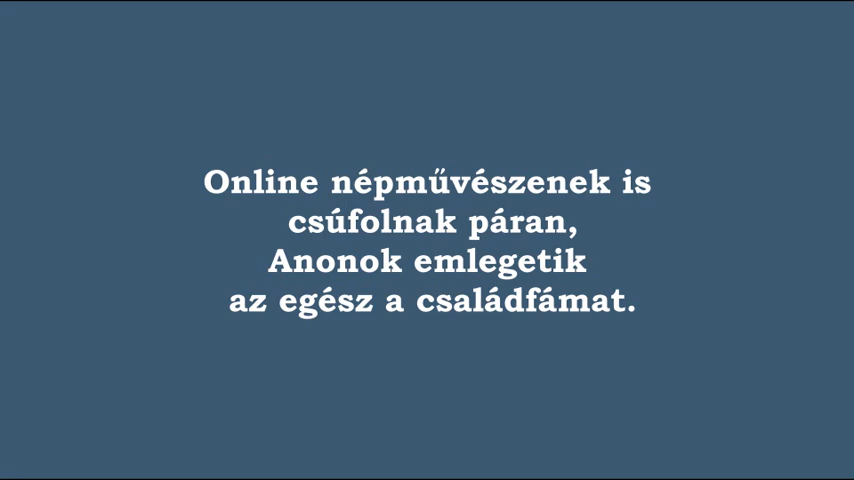 Online népművészenek is
csúfolnak páran,
Anonok emlegetik
az egész a családfámat.